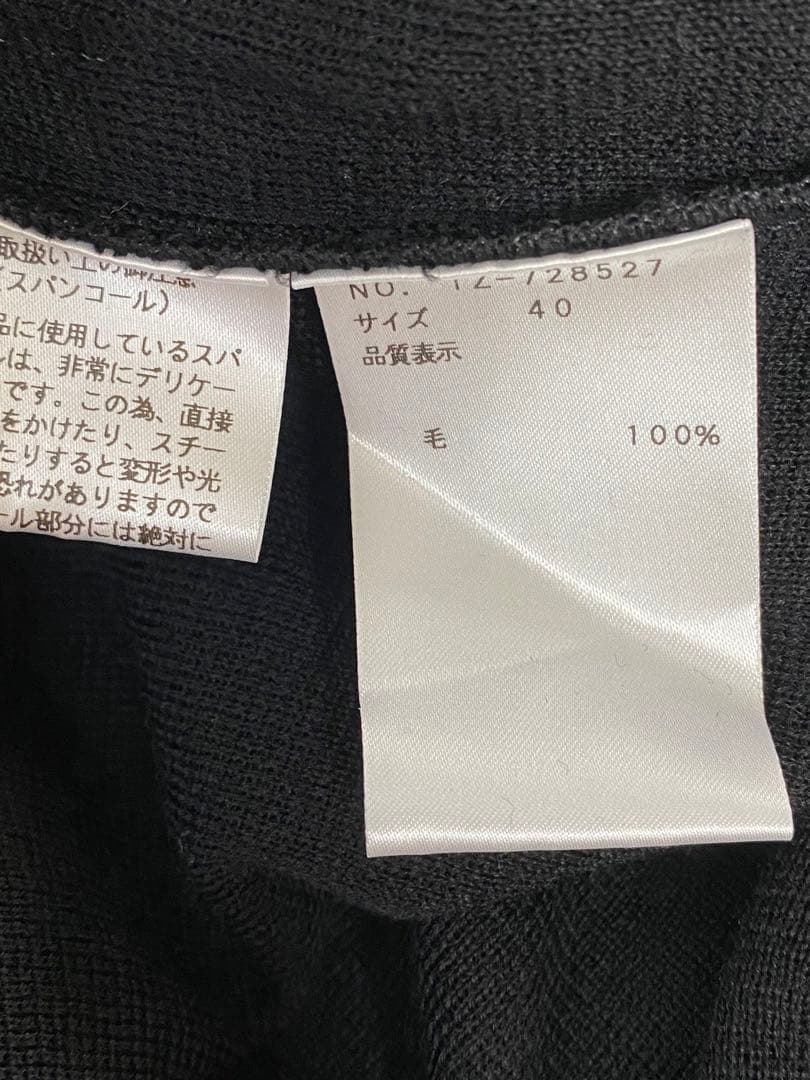 取扱い上の御注意
(スパンコール)
品に使用しているスパ
ルは、非常にデリケー
です。この為、直接
をかけたり、スチー
たりすると変形や光
恐れがありますので
ール部分には絶対に
NO. TZ-728527
サイズ 40
品質表示
毛 100%